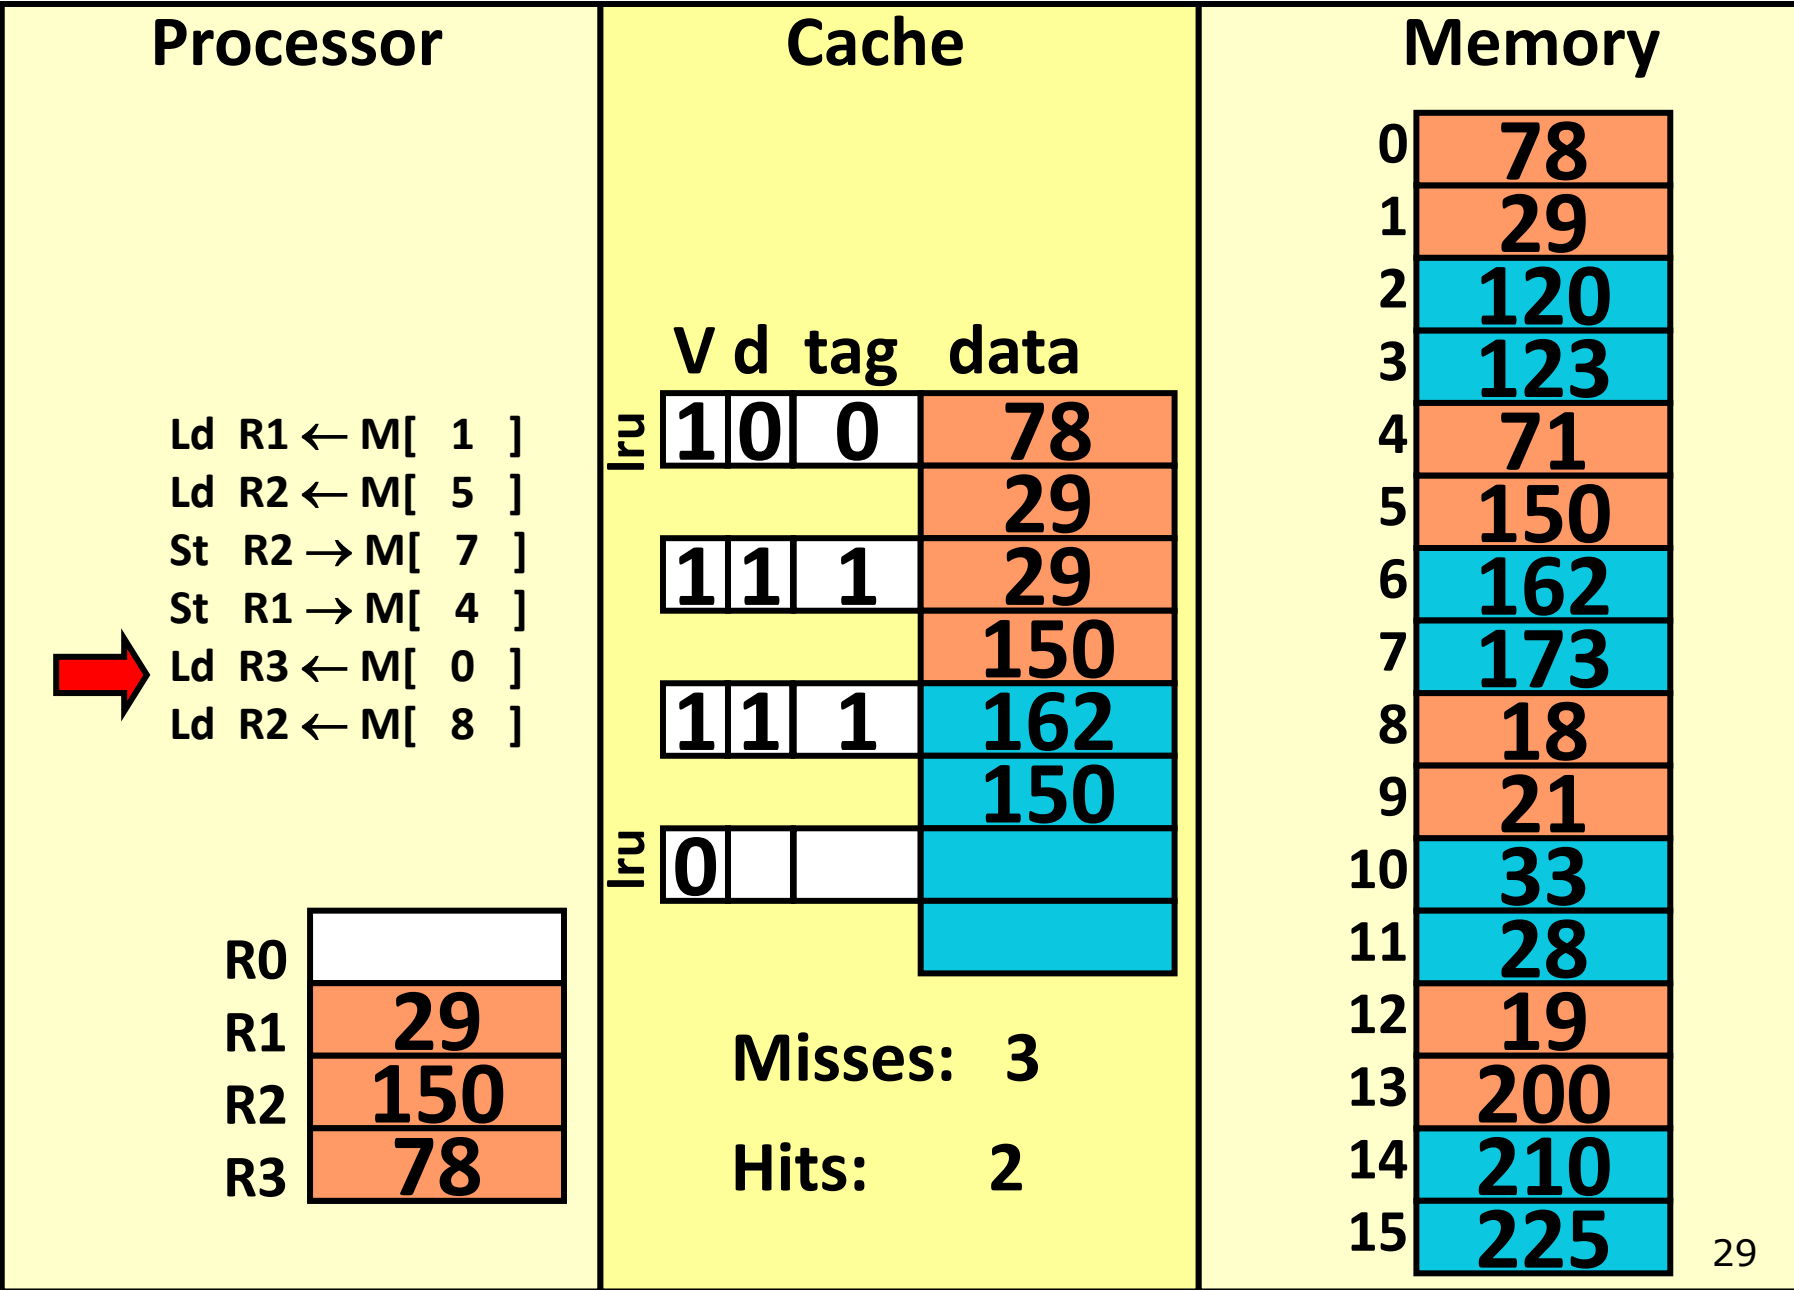 Processor
Ld R1 ← M[ 1 ]
Ld R2 ← M[ 5 ]
St R2 → M[ 7 ]
St R1 → M[ 4 ]
Ld R3 ← M[ 0 ]
Ld R2 ← M[ 8 ]
R0
R1 29
R2 150
R3 78
Cache
V d tag data
lru 1 0 0 78
29
1 1 1 29
150
1 1 1 162
150
lru 0
Misses: 3
Hits: 2
Memory
0 78
1 29
2 120
3 123
4 71
5 150
6 162
7 173
8 18
9 21
10 33
11 28
12 19
13 200
14 210
15 225
29